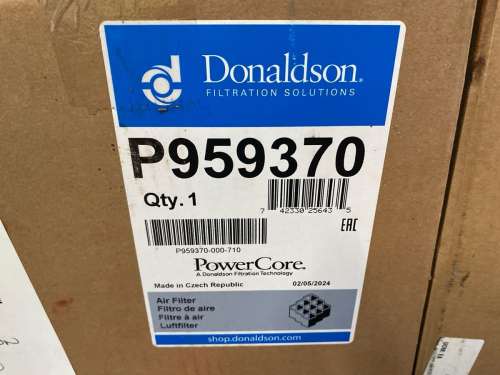 Donaldson®
FILTRATION SOLUTIONS
P959370
Qty. 1
7 42330 25643 5
P959370-000-710
EAC
PowerCore®
A Donaldson Filtration Technology
Made in Czech Republic 02/05/2024
Air Filter
Filtro de aire
Filtre à air
Luftfilter
shop.donaldson.com
ON